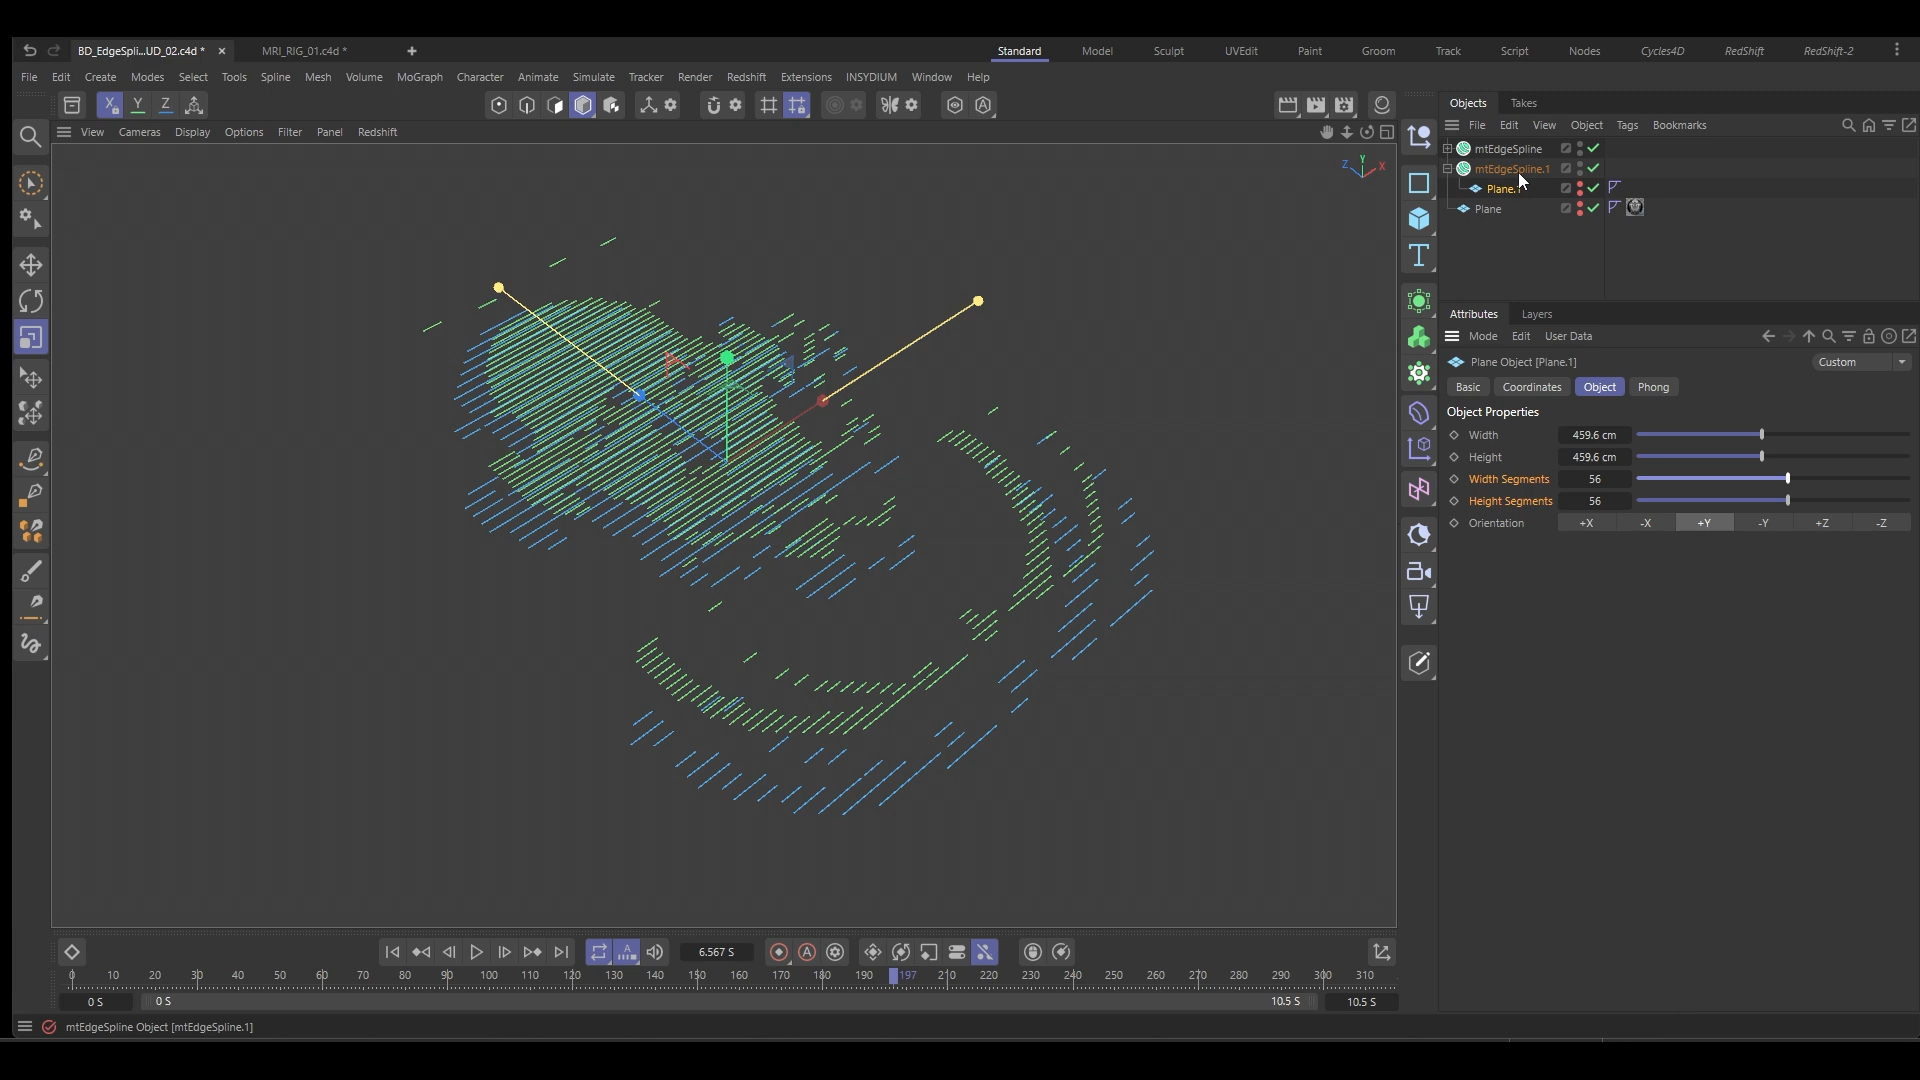 BD_EdgeSpli...UD_02.c4d *
MRI_RIG_01.c4d *
Standard Model Sculpt UVEdit Paint Groom Track Script Nodes Cycles4D RedShift RedShift-2
File Edit Create Modes Select Tools Spline Mesh Volume MoGraph Character Animate Simulate Tracker Render Redshift Extensions INSYDIUM Window Help
X Y Z
View Cameras Display Options Filter Panel Redshift
Z Y X
Objects Takes
File Edit View Object Tags Bookmarks
mtEdgeSpline
mtEdgeSpline.1
Plane.1
Plane
Attributes Layers
Mode Edit User Data
Plane Object [Plane.1]
Custom
Basic Coordinates Object Phong
Object Properties
Width 459.6 cm
Height 459.6 cm
Width Segments 56
Height Segments 56
Orientation +X -X +Y -Y +Z -Z
6.567 S
0 10 20 30 40 50 60 70 80 90 100 110 120 130 140 150 160 170 180 190 197 210 220 230 240 250 260 270 280 290 300 310
0 S 0 S 10.5 S 10.5 S
mtEdgeSpline Object [mtEdgeSpline.1]